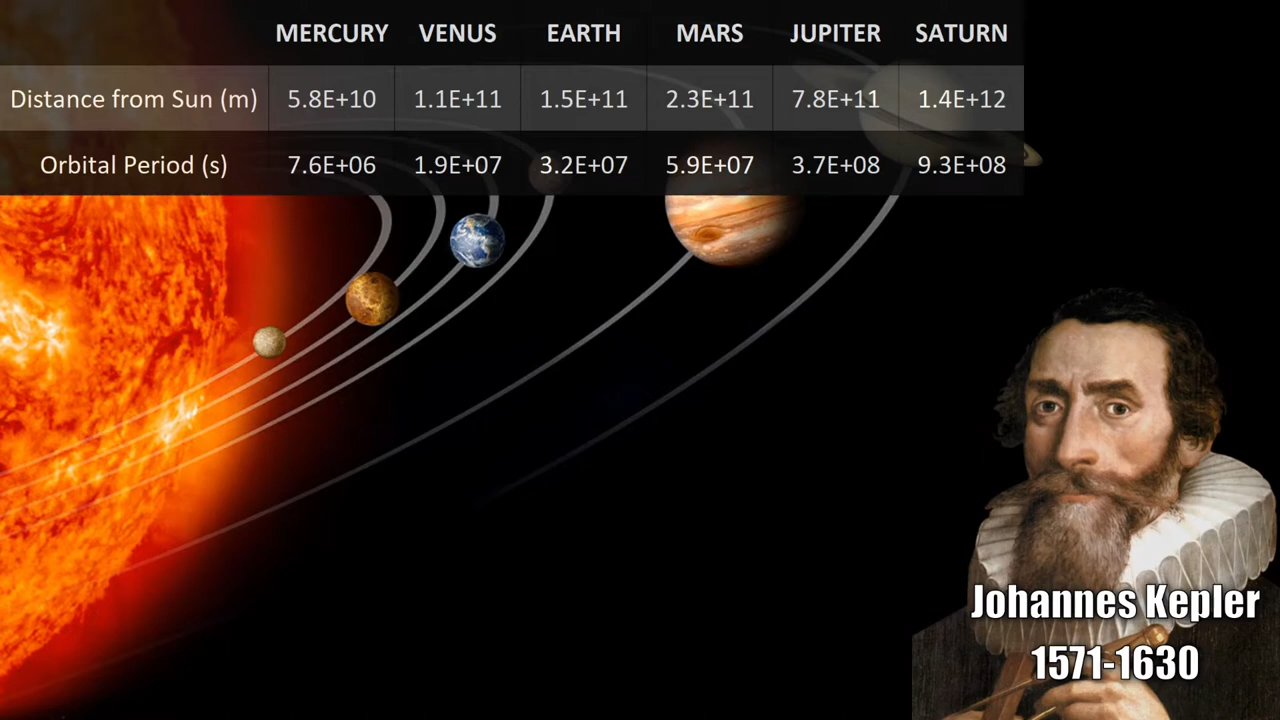 MERCURY VENUS EARTH MARS JUPITER SATURN
Distance from Sun (m) 5.8E+10 1.1E+11 1.5E+11 2.3E+11 7.8E+11 1.4E+12
Orbital Period (s) 7.6E+06 1.9E+07 3.2E+07 5.9E+07 3.7E+08 9.3E+08
Johannes Kepler
1571-1630